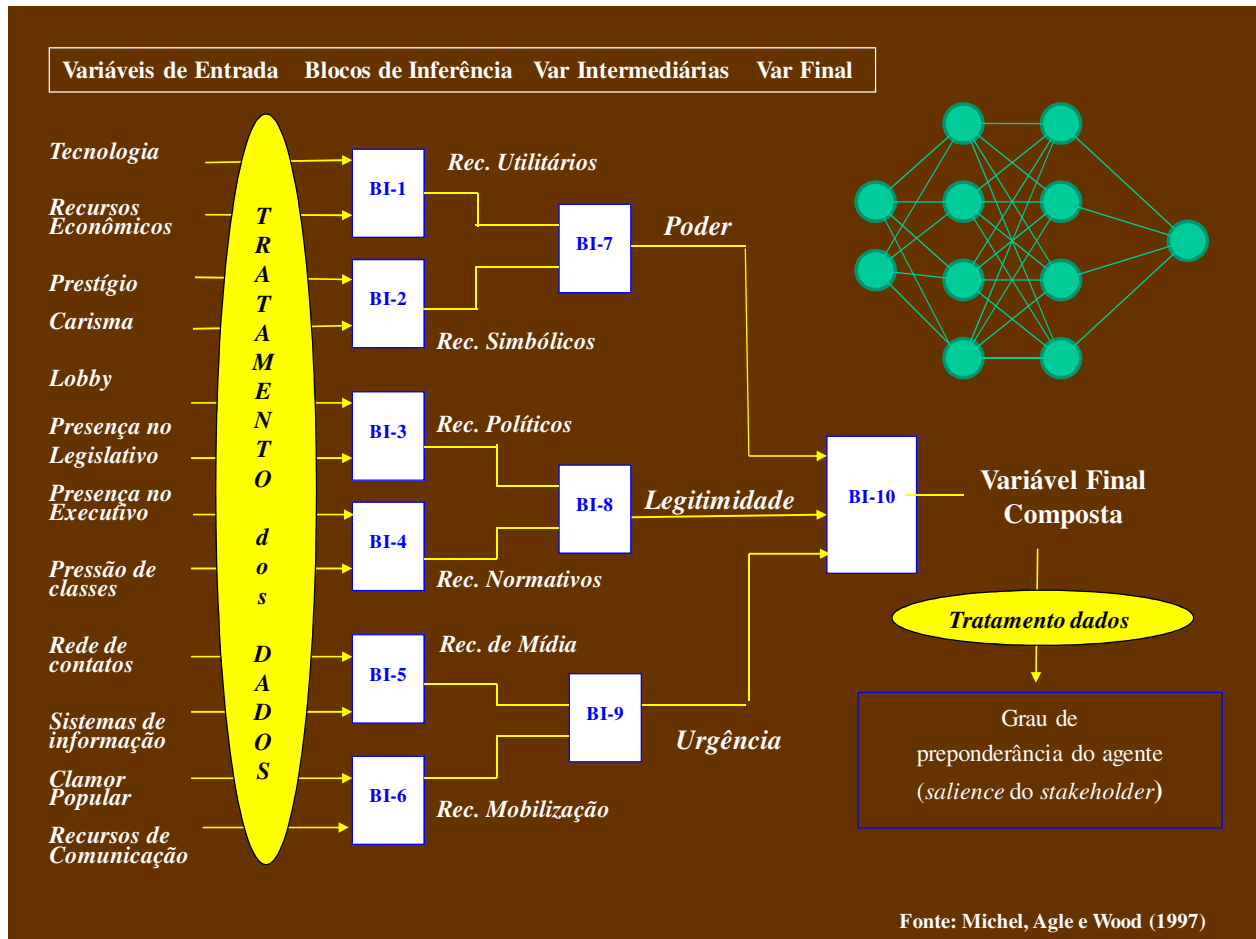 Variáveis de Entrada Blocos de Inferência Var Intermediárias Var Final
Tecnologia
Recursos
Econômicos
Prestígio
Carisma
Lobby
Presença no
Legislativo
Presença no
Executivo
Pressão de
classes
Rede de
contatos
Sistemas de
informação
Clamor
Popular
Recursos de
Comunicação
T
R
A
T
A
M
E
N
T
O
d
o
s
D
A
D
O
S
BI-1
BI-2
BI-3
BI-4
BI-5
BI-6
Rec. Utilitários
Rec. Simbólicos
Rec. Políticos
Rec. Normativos
Rec. de Mídia
Rec. Mobilização
BI-7
BI-8
BI-9
Poder
Legitimidade
Urgência
BI-10
Variável Final
Composta
Tratamento dados
Grau de
preponderância do agente
(salience do stakeholder)
Fonte: Michel, Agle e Wood (1997)